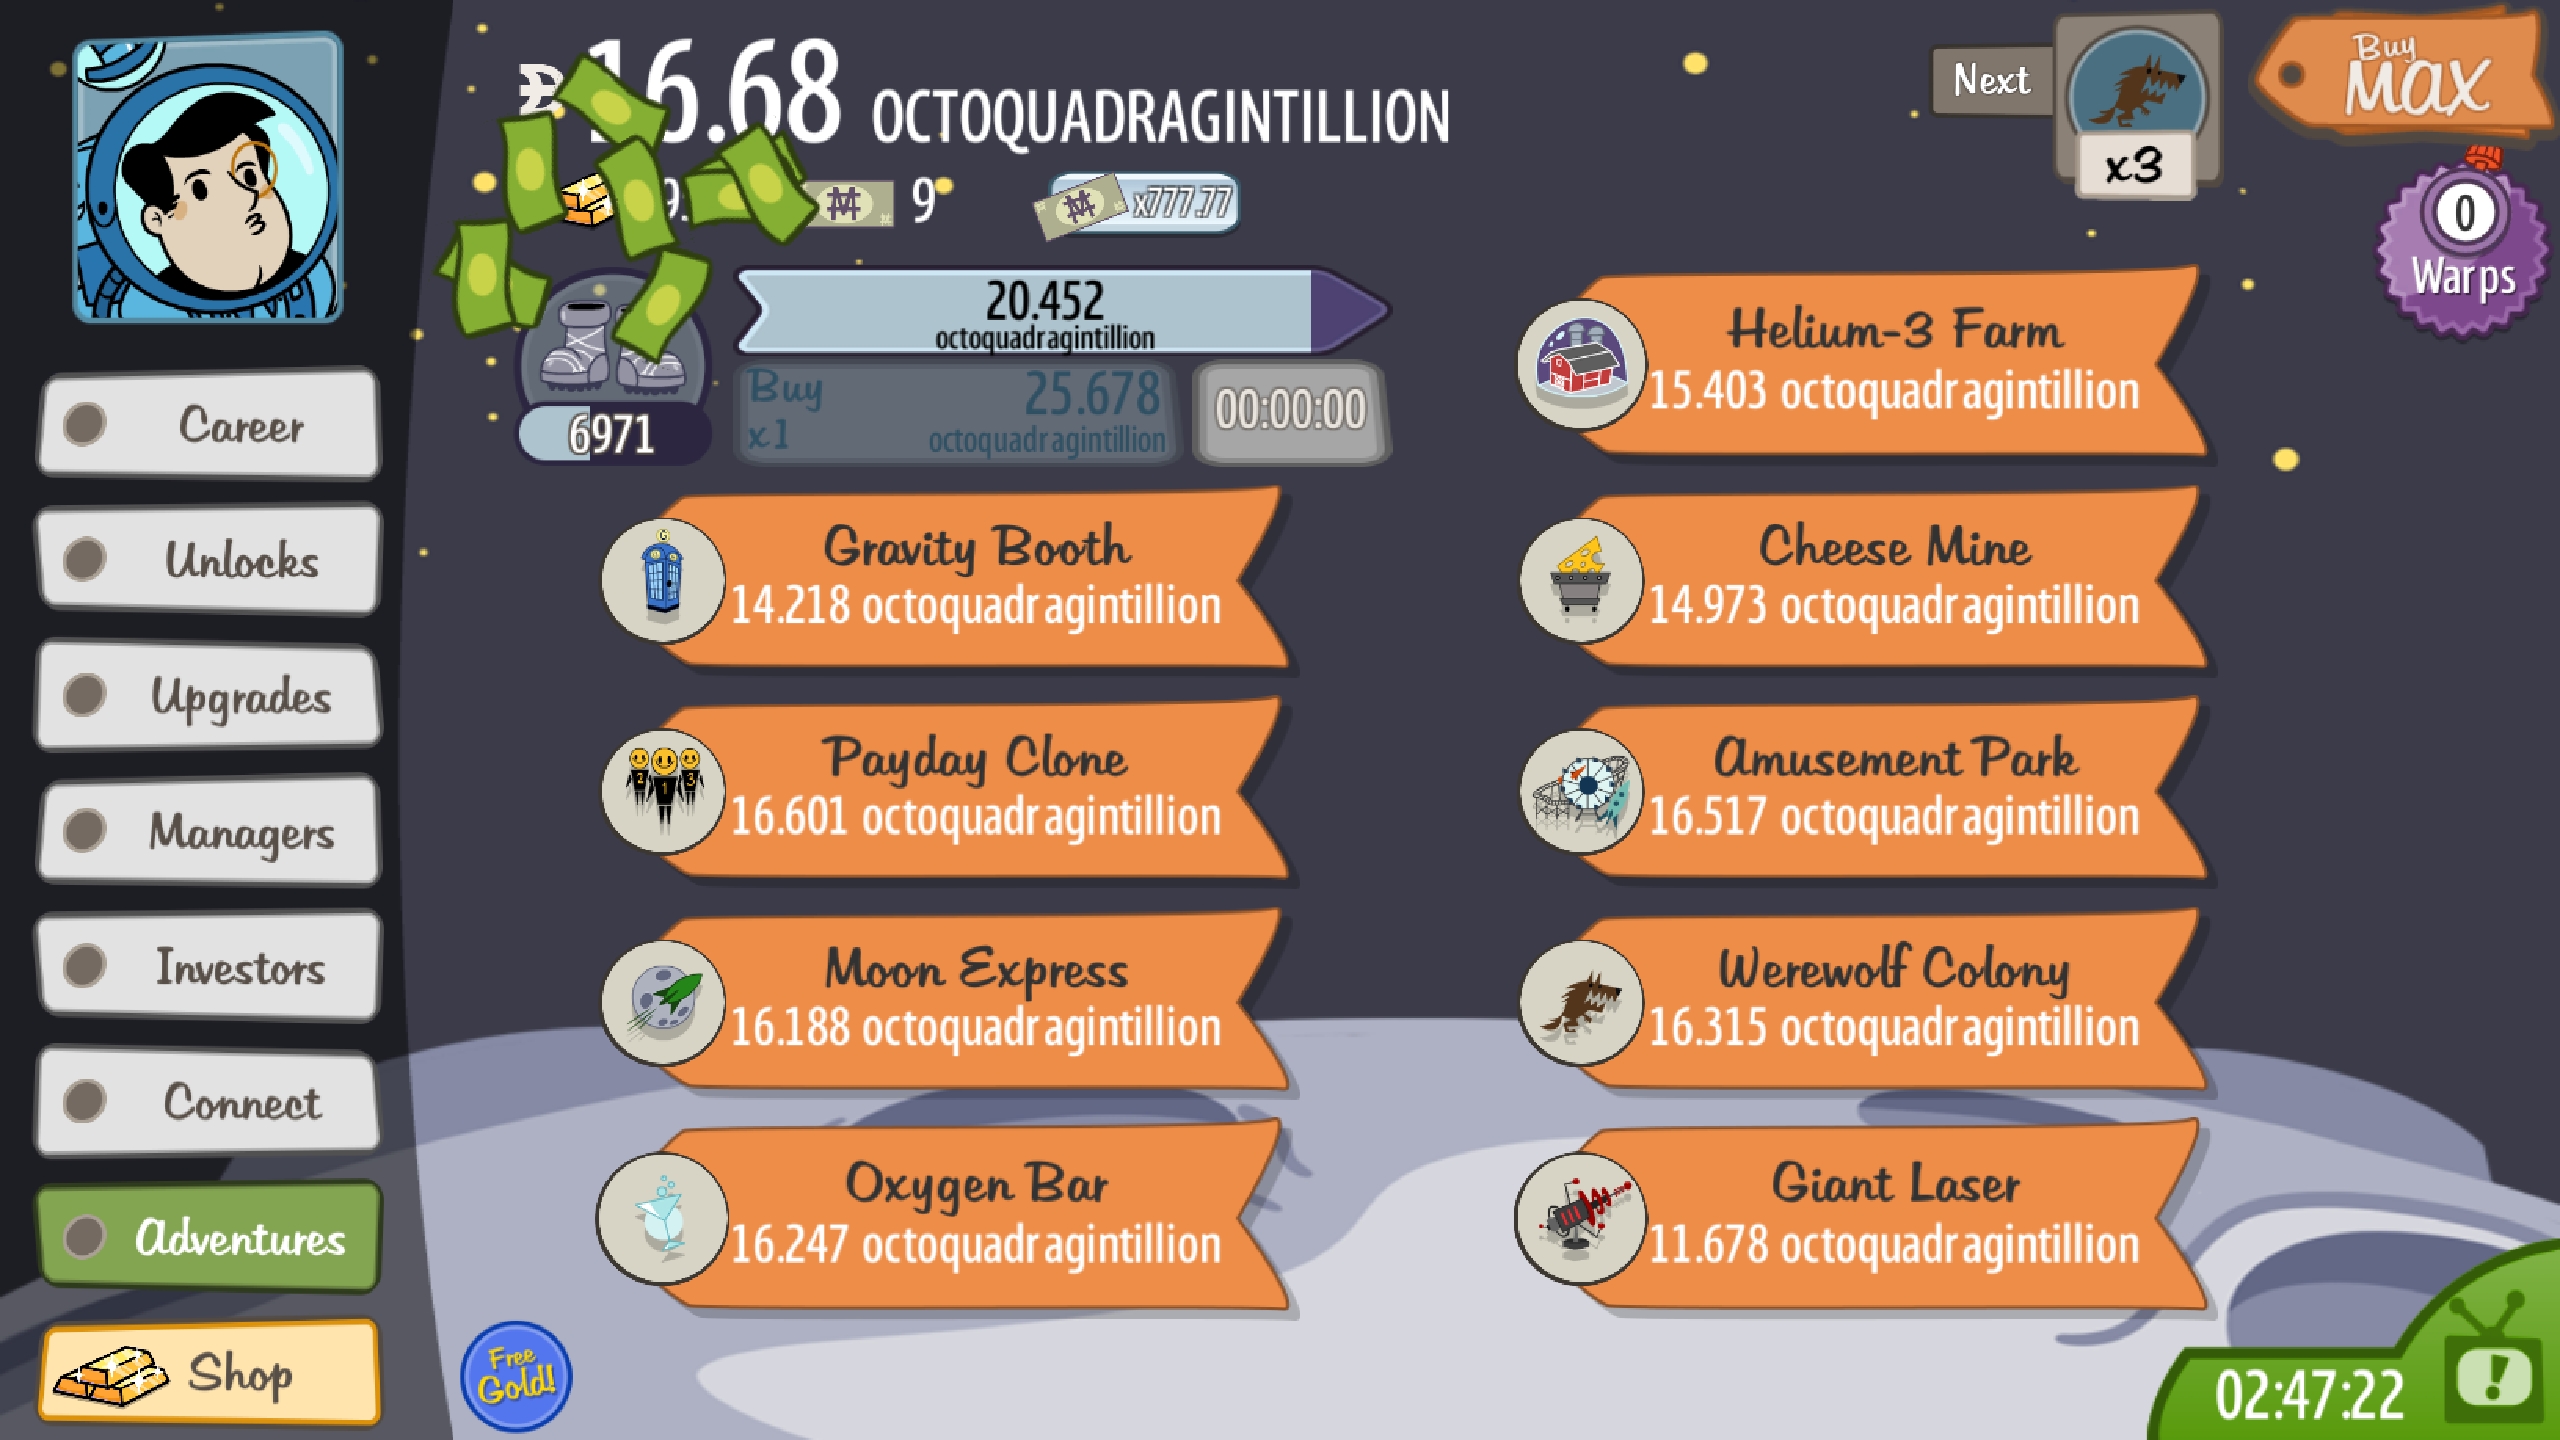 16.68 OCTOQUADRAGINTILLION
9
x777.77
Next
x3
Buy
MAX
0
Warps
Career
Unlocks
Upgrades
Managers
Investors
Connect
Adventures
Shop
20.452
octoquadragintillion
6971
Buy
x1
25.678
octoquadragintillion
00:00:00
Helium-3 Farm
15.403 octoquadragintillion
Gravity Booth
14.218 octoquadragintillion
Cheese Mine
14.973 octoquadragintillion
Payday Clone
16.601 octoquadragintillion
Amusement Park
16.517 octoquadragintillion
Moon Express
16.188 octoquadragintillion
Werewolf Colony
16.315 octoquadragintillion
Oxygen Bar
16.247 octoquadragintillion
Giant Laser
11.678 octoquadragintillion
Free
Gold!
02:47:22